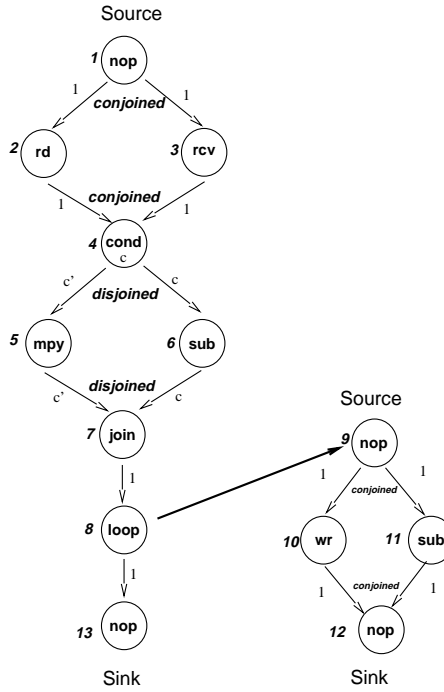 Source
1 nop
1 conjoined 1
2 rd
3 rcv
conjoined
1 1
4 cond
c
c' c
disjoined
5 mpy
6 sub
disjoined
c' c
7 join
1
8 loop
1
13 nop
Sink
Source
9 nop
1 conjoined 1
10 wr
11 sub
1 conjoined 1
12 nop
Sink